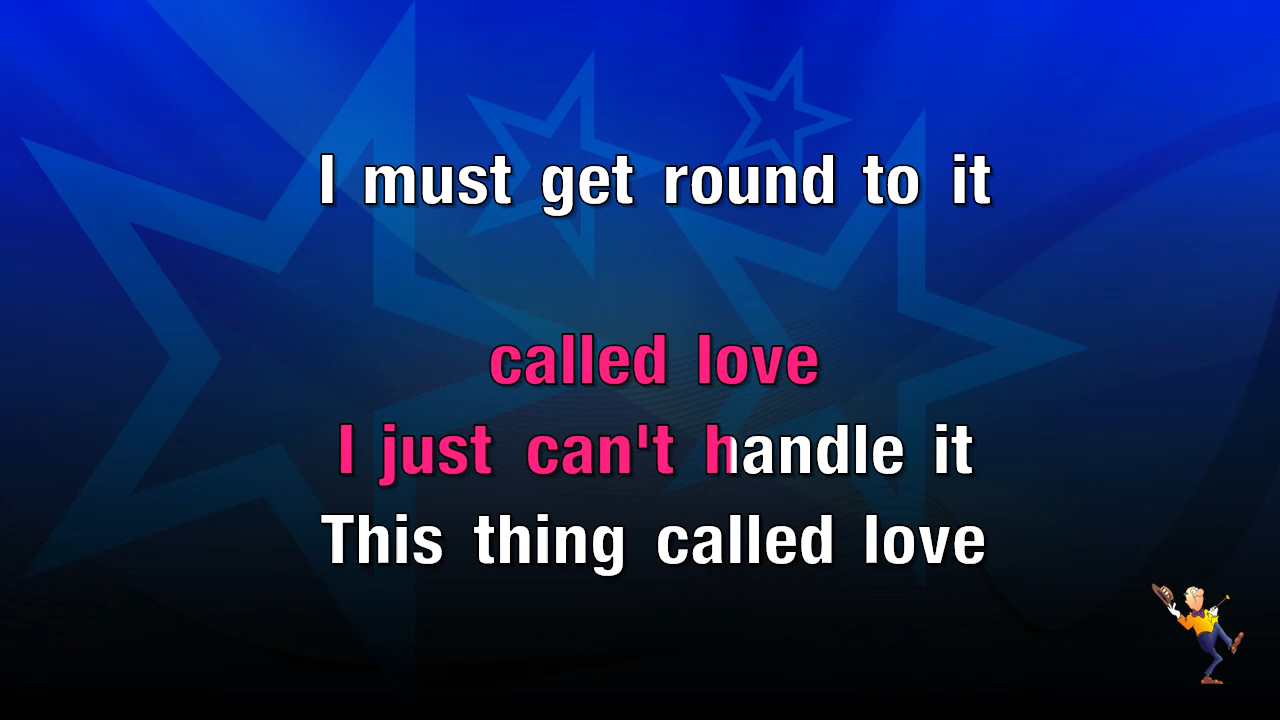 I must get round to it
called love
I just can't handle it
This thing called love